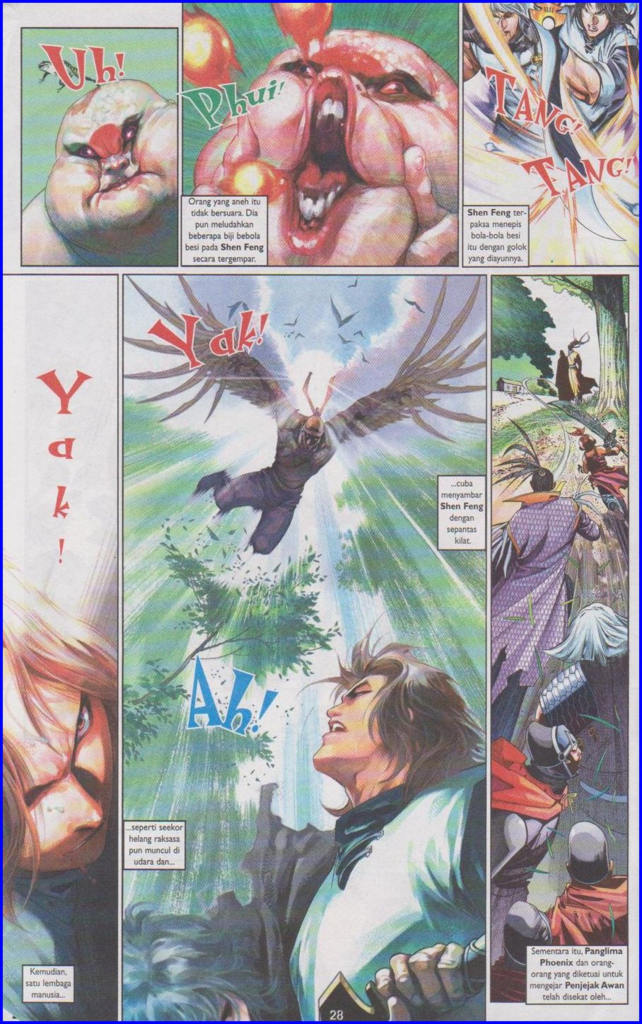 Uh!
Phui!
Orang yang aneh itu
tidak bersuara. Dia
pun meludahkan
beberapa biji bebola
besi pada Shen Feng
secara tergempar.
TANG!
TANG!
Shen Feng ter-
paksa menepis
bola-bola besi
itu dengan golok
yang diayunnya.
Yak!
Kemudian,
satu lembaga
manusia...
Yak!
...seperti seekor
helang raksasa
pun muncul di
udara dan...
...cuba
menyambar
Shen Feng
dengan
sepantas
kilat.
Ah!
Sementara itu, Panglima
Phoenix dan orang-
orang yang diketuai untuk
mengejar Penjejak Awan
telah disekat oleh...
28